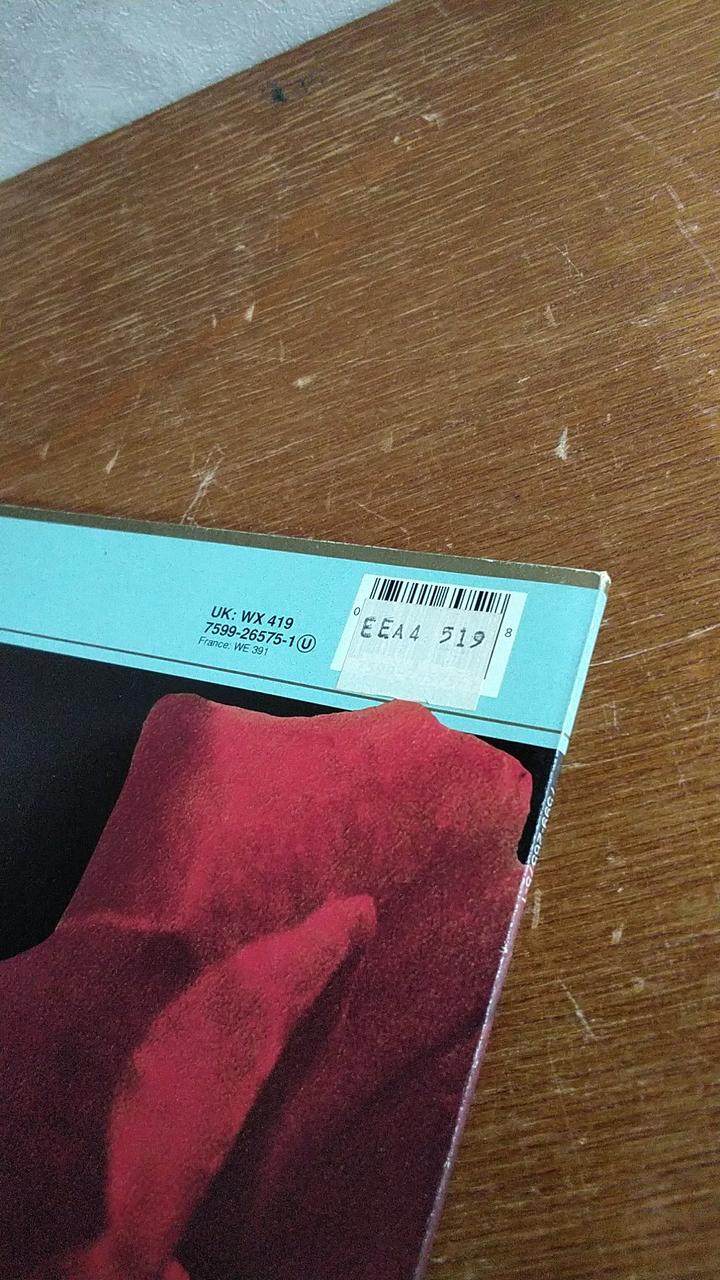 UK: WX 419
7599-26575-1 U
France: WE 391
0
EEA4 519
8